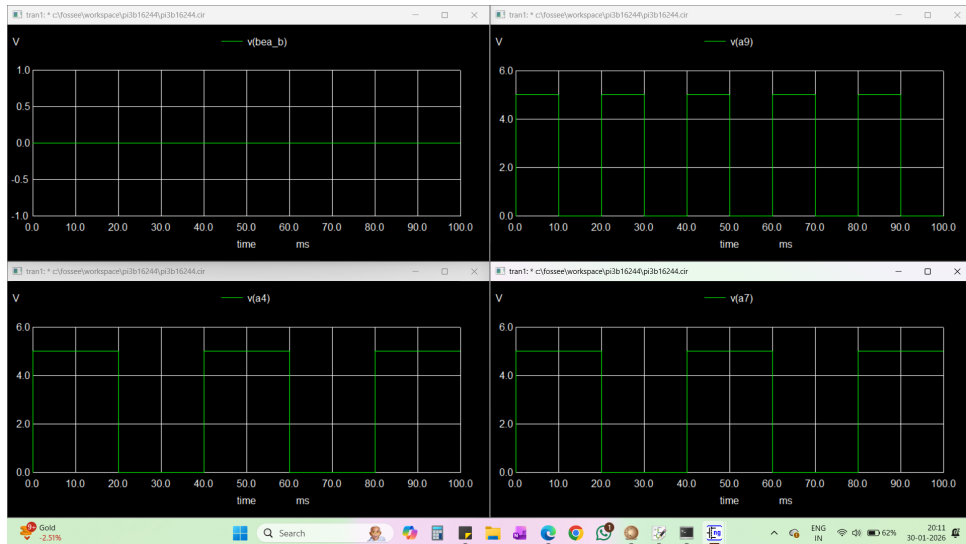 tran1: * c:\fossee\workspace\pi3b16244\pi3b16244.cir
V
v(bea_b)
1.0
0.5
0.0
-0.5
-1.0
0.0 10.0 20.0 30.0 40.0 50.0 60.0 70.0 80.0 90.0 100.0
time ms
tran1: * c:\fossee\workspace\pi3b16244\pi3b16244.cir
V
v(a9)
6.0
4.0
2.0
0.0
0.0 10.0 20.0 30.0 40.0 50.0 60.0 70.0 80.0 90.0 100.0
time ms
tran1: * c:\fossee\workspace\pi3b16244\pi3b16244.cir
V
v(a4)
6.0
4.0
2.0
0.0
0.0 10.0 20.0 30.0 40.0 50.0 60.0 70.0 80.0 90.0 100.0
time ms
tran1: * c:\fossee\workspace\pi3b16244\pi3b16244.cir
V
v(a7)
6.0
4.0
2.0
0.0
0.0 10.0 20.0 30.0 40.0 50.0 60.0 70.0 80.0 90.0 100.0
time ms
9+
Gold
-2.51%
Search
1
ENG
IN
62%
20:11
30-01-2026